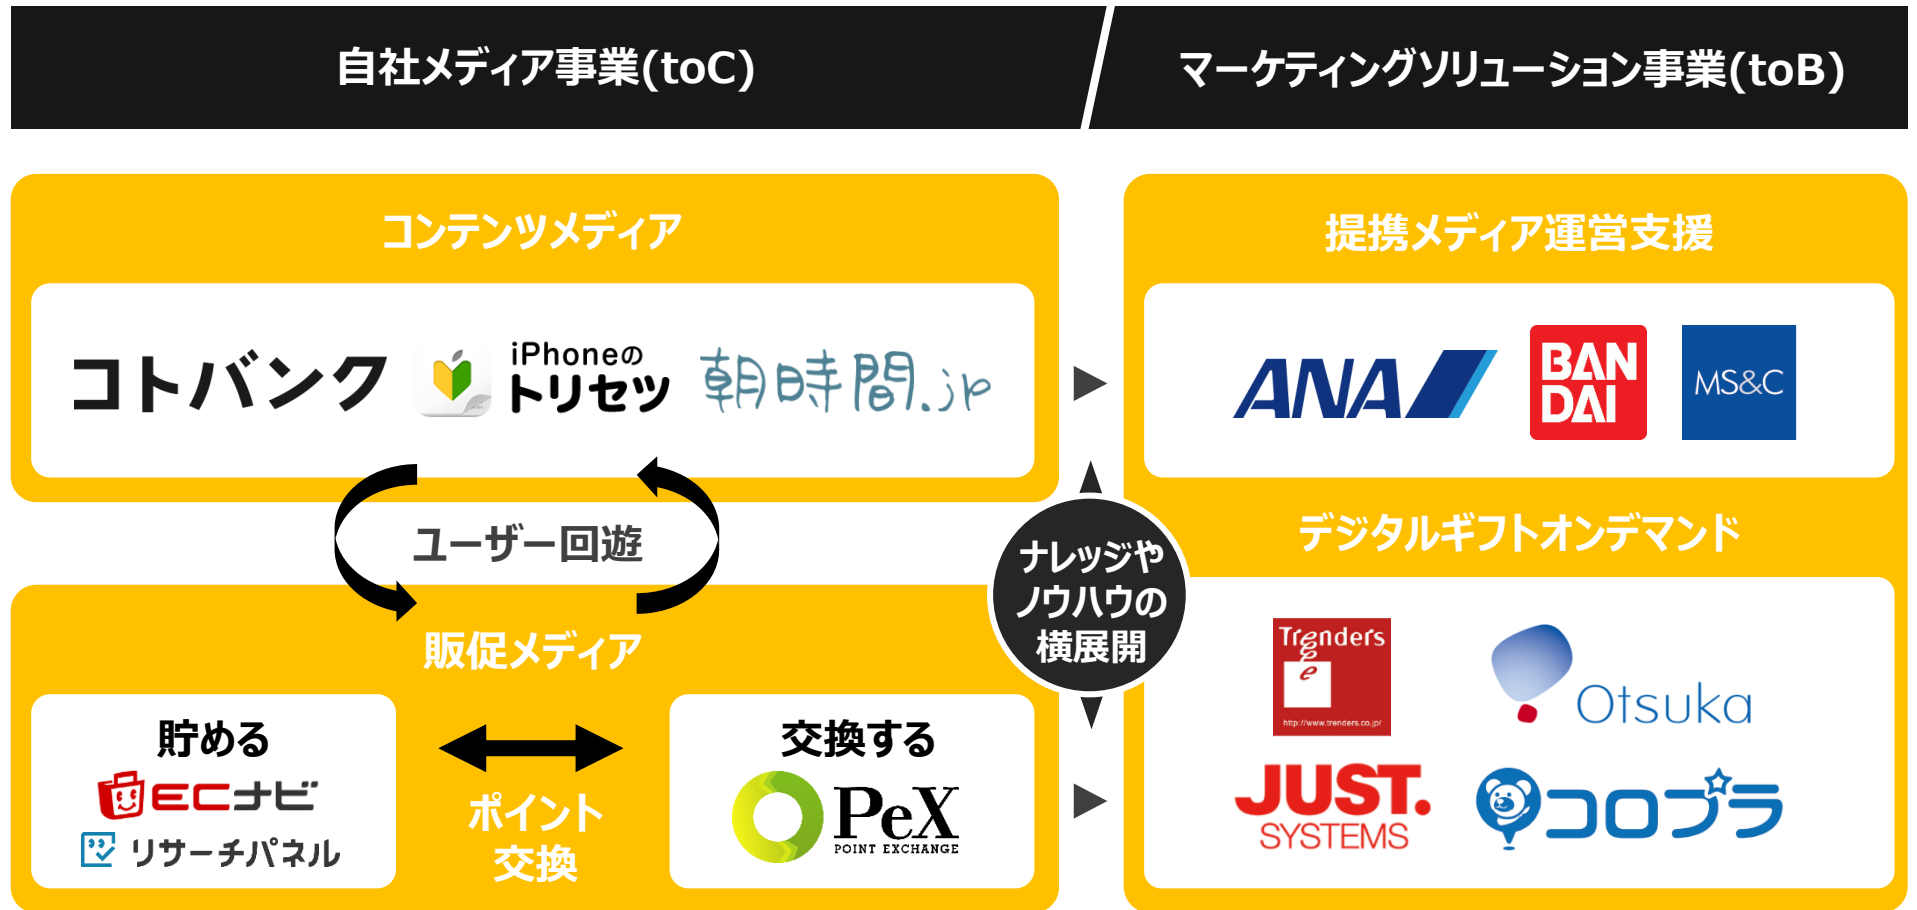 自社メディア事業(toC)
マーケティングソリューション事業(toB)
コンテンツメディア
コトバンク
iPhoneの
トリセツ
朝時間.jp
ユーザー回遊
販促メディア
貯める
ECナビ
リサーチパネル
ポイント
交換
交換する
PeX
POINT EXCHANGE
ナレッジや
ノウハウの
横展開
提携メディア運営支援
ANA
BAN
DAI
MS&C
デジタルギフトオンデマンド
Trenders
http://www.trenders.co.jp/
Otsuka
JUST.
SYSTEMS
コロプラ